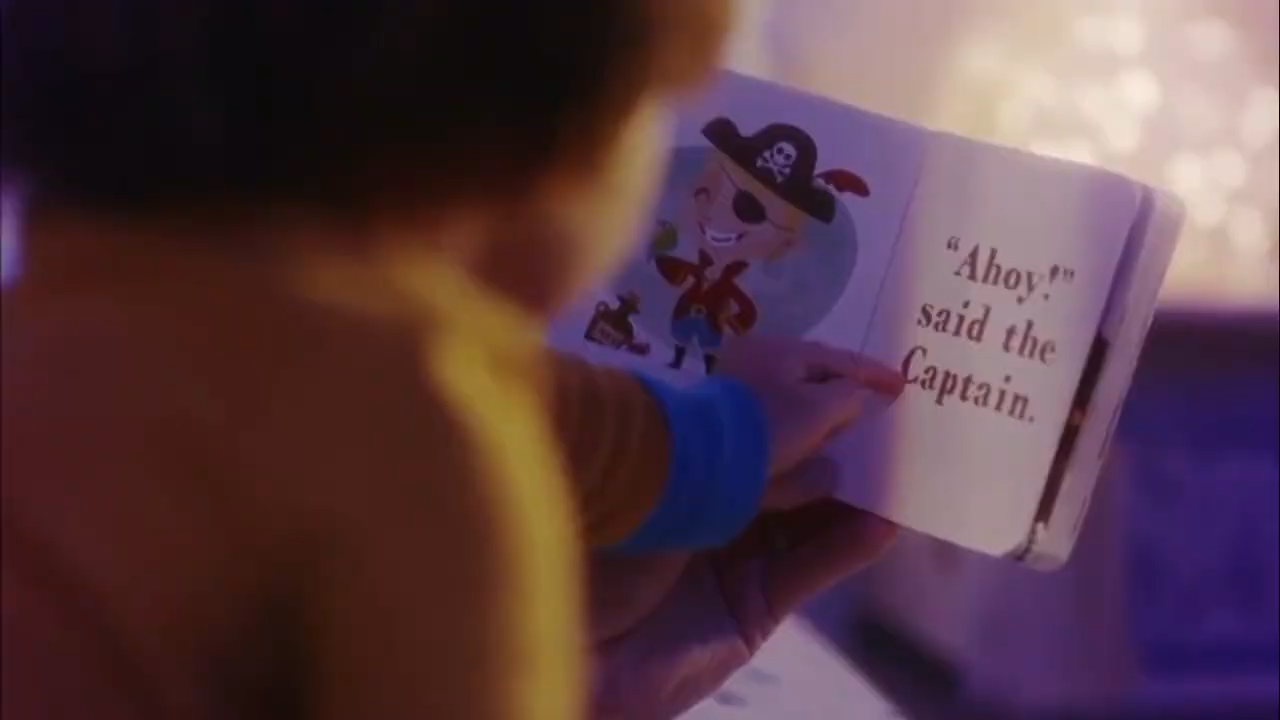 “Ahoy!”
said the
Captain.